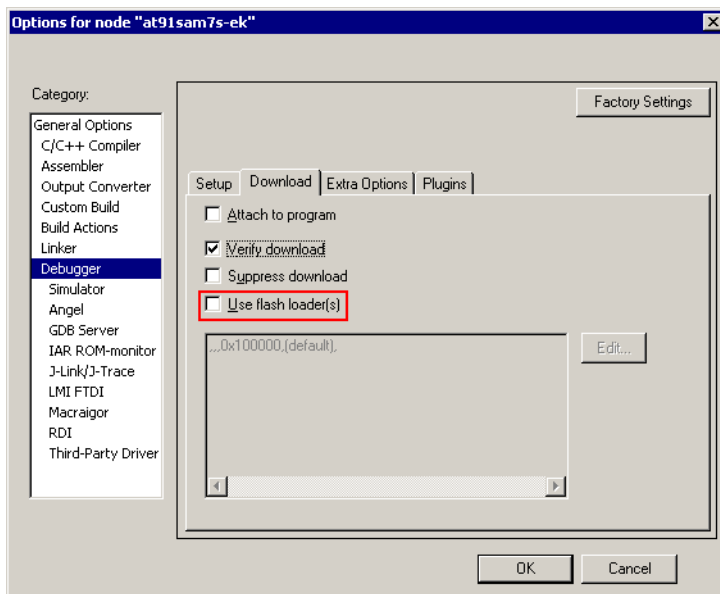 Options for node "at91sam7s-ek"
Category:
Factory Settings
General Options
C/C++ Compiler
Assembler
Output Converter
Custom Build
Build Actions
Linker
Debugger
Simulator
Angel
GDB Server
IAR ROM-monitor
J-Link/J-Trace
LMI FTDI
Macraigor
RDI
Third-Party Driver
Setup Download Extra Options Plugins
Attach to program
Verify download
Suppress download
Use flash loader(s)
,,,0x100000,(default),
Edit...
OK Cancel